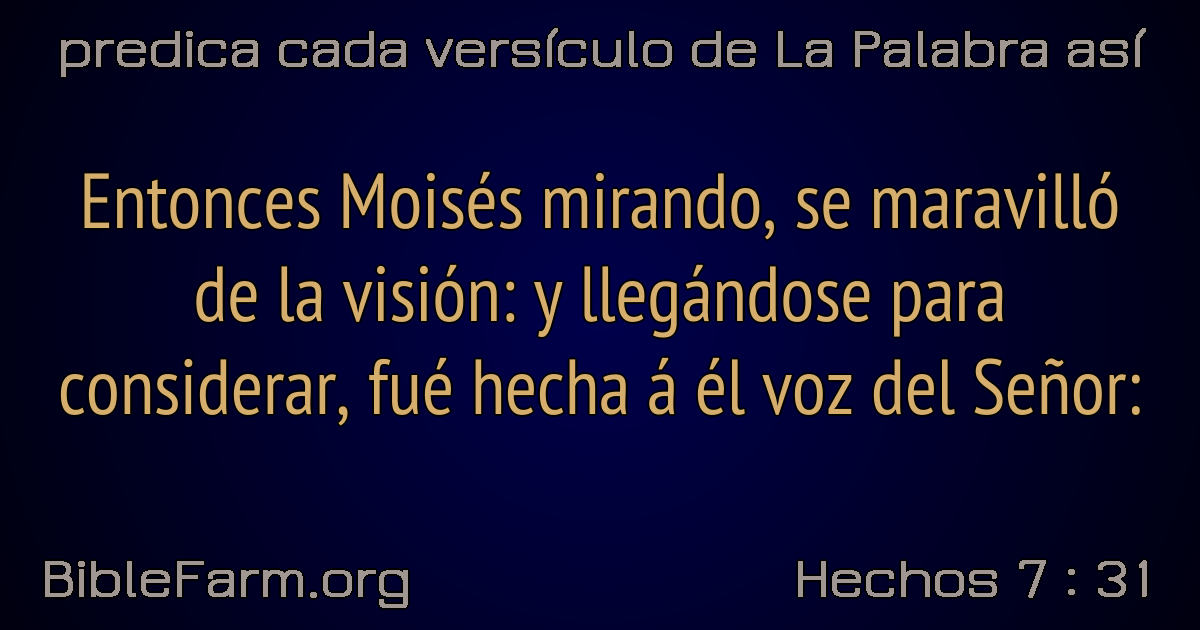 predica cada versículo de La Palabra así
Entonces Moisés mirando, se maravilló
de la visión: y llegándose para
considerar, fué hecha á él voz del Señor:
BibleFarm.org
Hechos 7 : 31